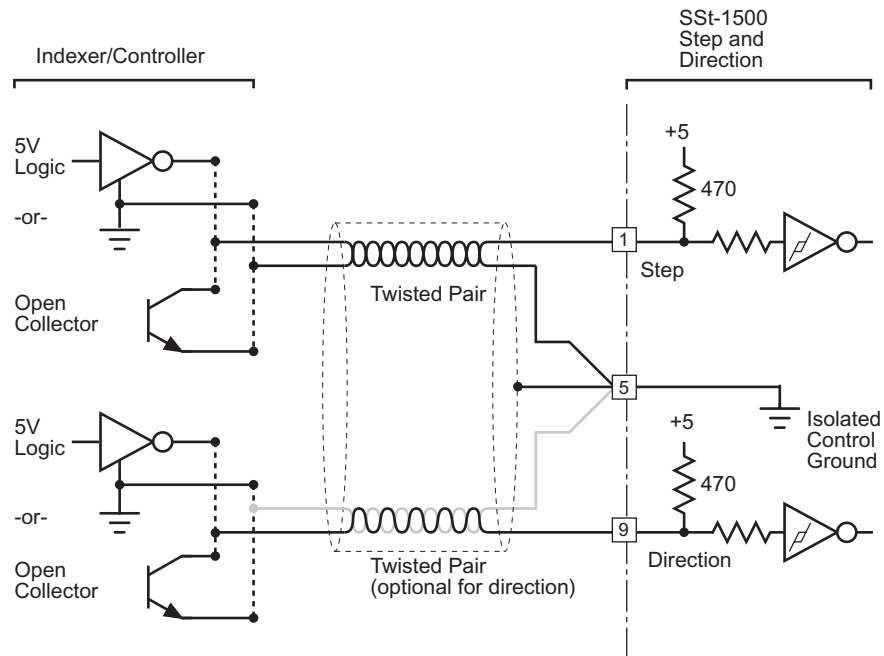 SSt-1500
Step and
Direction
Indexer/Controller
5V
Logic
-or-
Open
Collector
Twisted Pair
+5
470
1
Step
5
Isolated
Control
Ground
5V
Logic
-or-
Open
Collector
Twisted Pair
(optional for direction)
+5
470
9
Direction